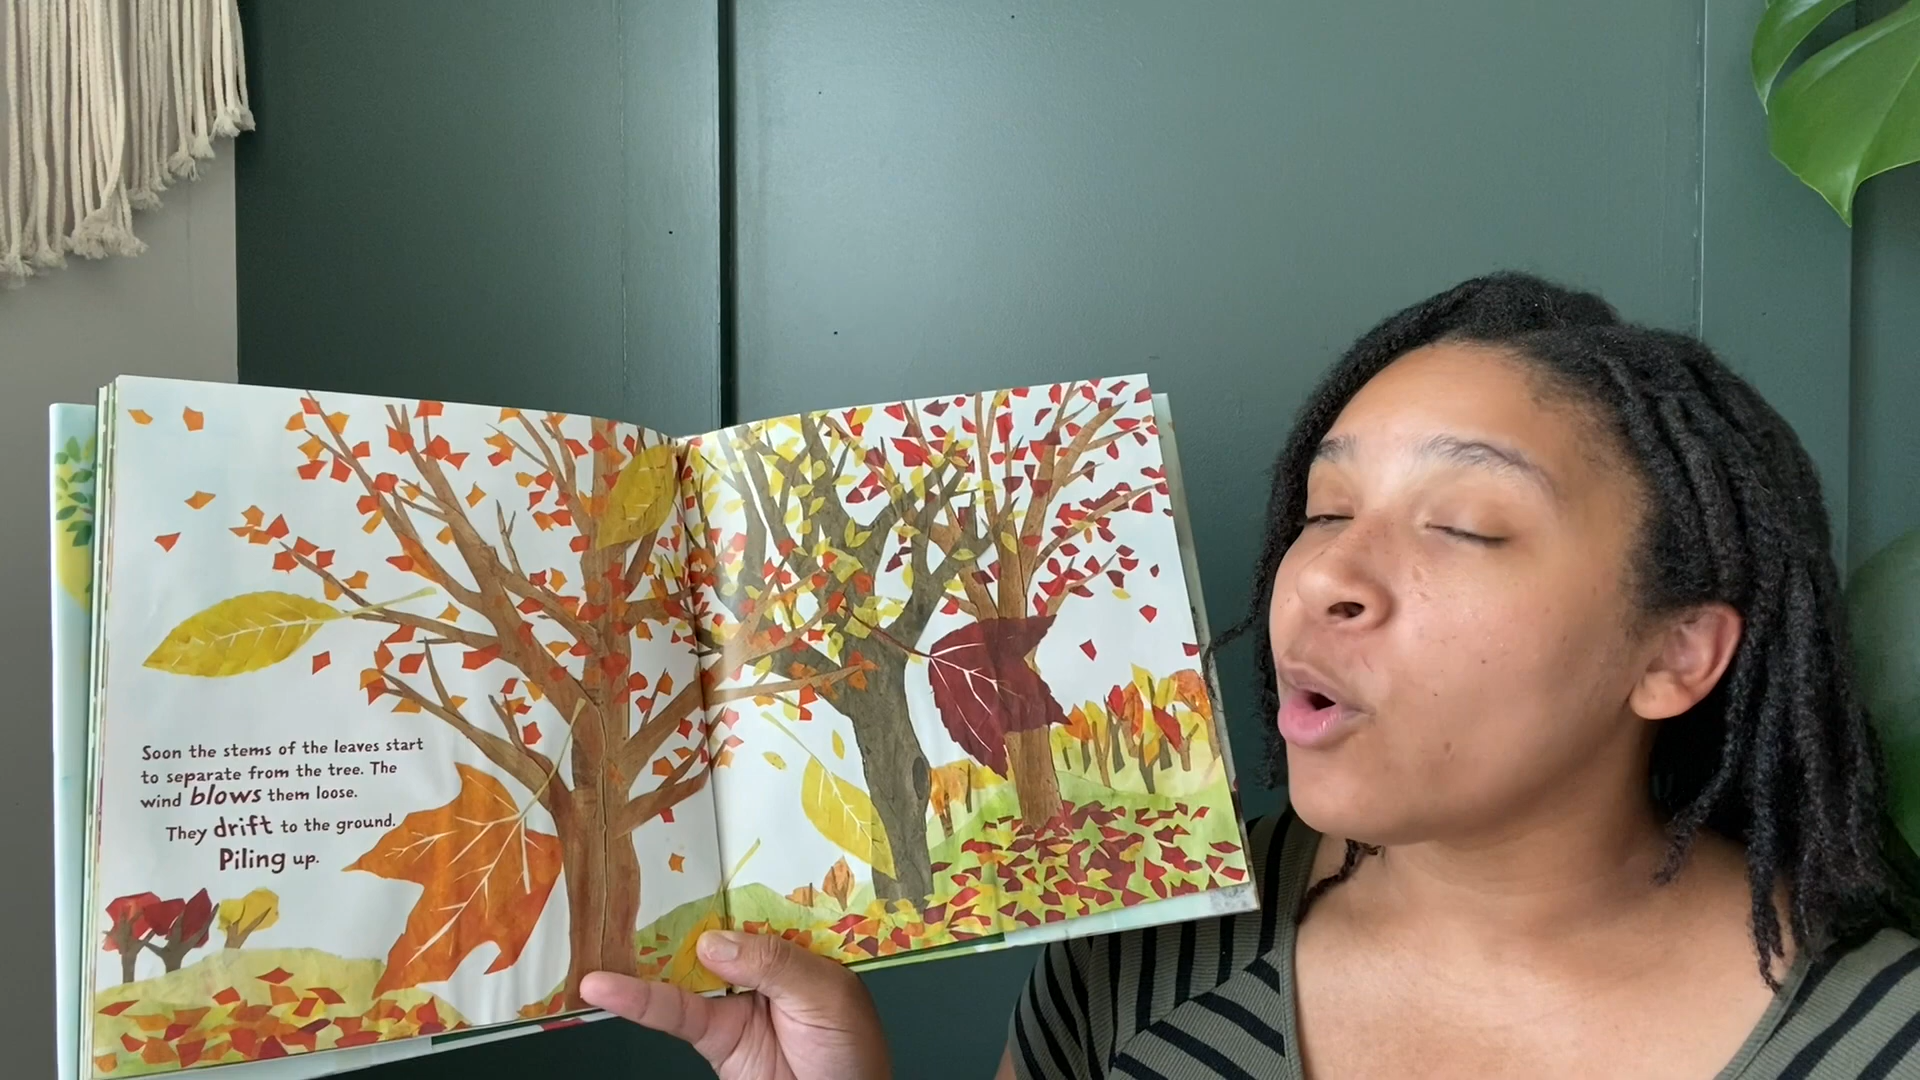 Soon the stems of the leaves start
to separate from the tree. The
wind blows them loose.
They drift to the ground.
Piling up.